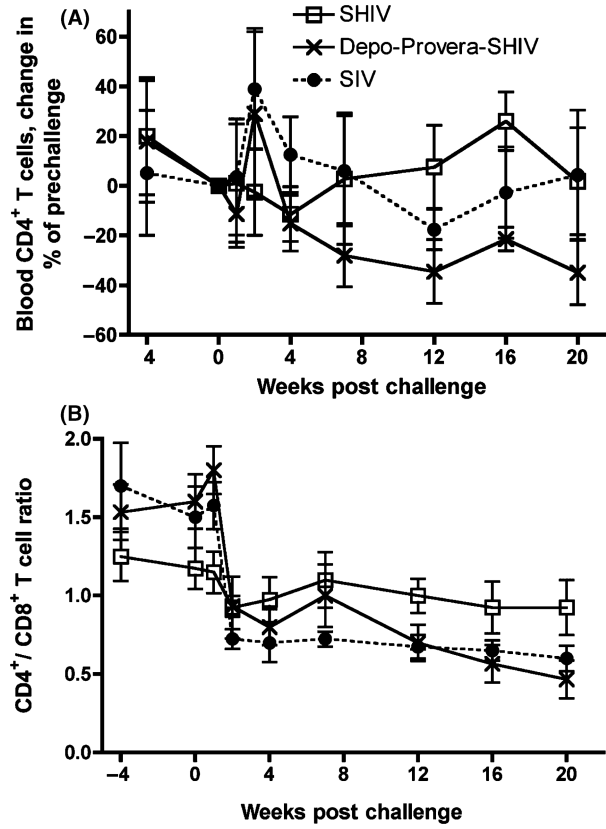 (A)
SHIV
Depo-Provera-SHIV
SIV
Blood CD4⁺ T cells, change in
% of prechallenge
60
40
20
0
−20
−40
−60
4 0 4 8 12 16 20
Weeks post challenge
(B)
CD4⁺/ CD8⁺ T cell ratio
2.0
1.5
1.0
0.5
0.0
−4 0 4 8 12 16 20
Weeks post challenge